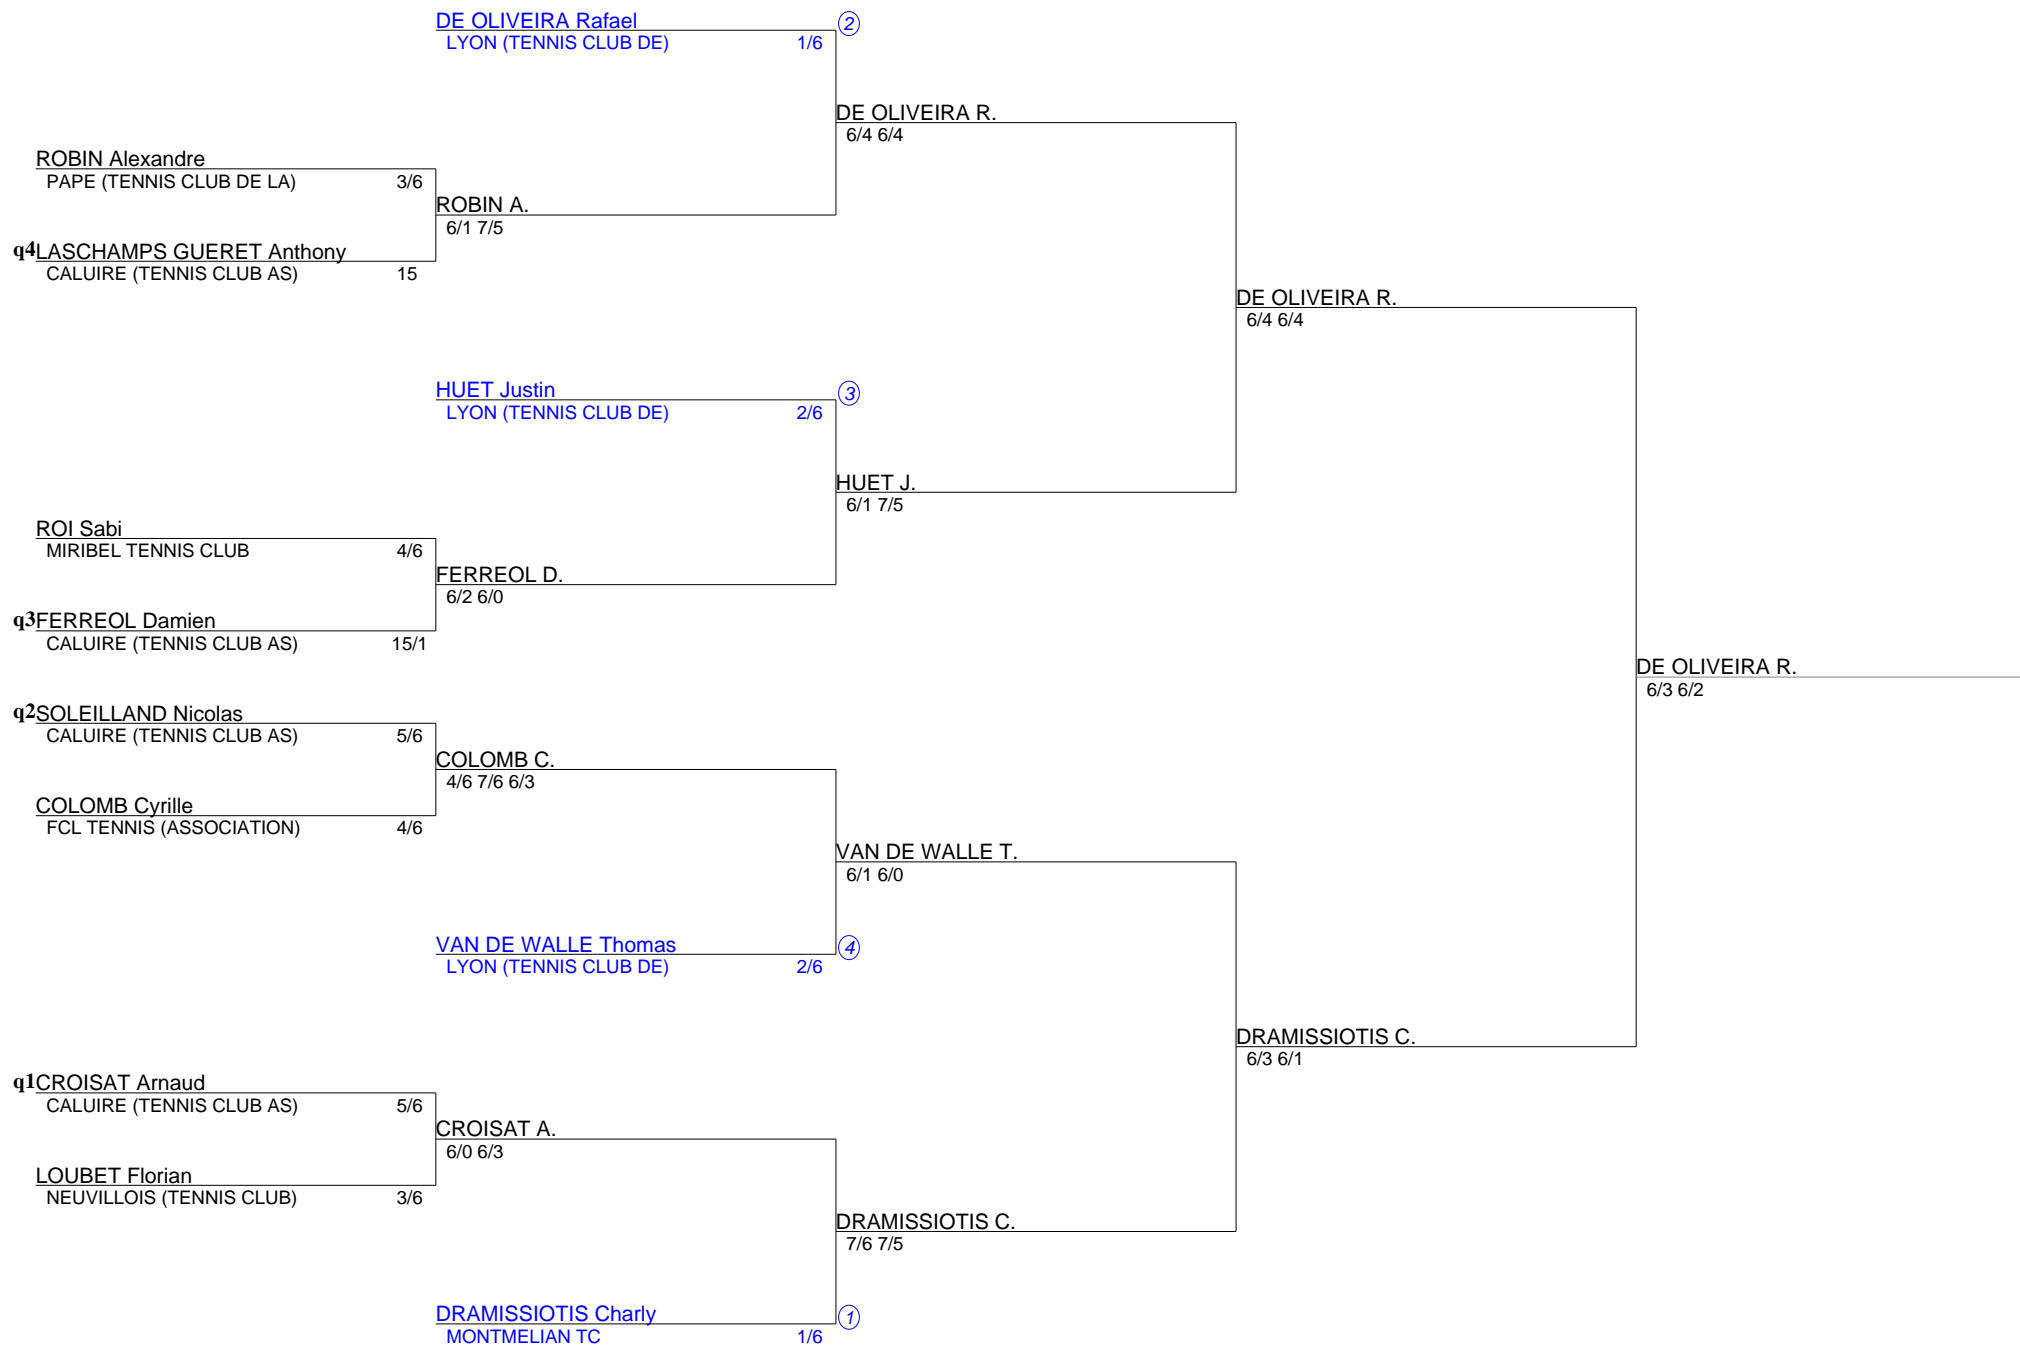 DE OLIVEIRA Rafael 2
LYON (TENNIS CLUB DE) 1/6
DE OLIVEIRA R.
6/4 6/4
ROBIN Alexandre
PAPE (TENNIS CLUB DE LA) 3/6
ROBIN A.
6/1 7/5
q4 LASCHAMPS GUERET Anthony
CALUIRE (TENNIS CLUB AS) 15
DE OLIVEIRA R.
6/4 6/4
HUET Justin 3
LYON (TENNIS CLUB DE) 2/6
HUET J.
6/1 7/5
ROI Sabi
MIRIBEL TENNIS CLUB 4/6
FERREOL D.
6/2 6/0
q3 FERREOL Damien
CALUIRE (TENNIS CLUB AS) 15/1
DE OLIVEIRA R.
6/3 6/2
q2 SOLEILLAND Nicolas
CALUIRE (TENNIS CLUB AS) 5/6
COLOMB C.
4/6 7/6 6/3
COLOMB Cyrille
FCL TENNIS (ASSOCIATION) 4/6
VAN DE WALLE T.
6/1 6/0
VAN DE WALLE Thomas 4
LYON (TENNIS CLUB DE) 2/6
DRAMISSIOTIS C.
6/3 6/1
q1 CROISAT Arnaud
CALUIRE (TENNIS CLUB AS) 5/6
CROISAT A.
6/0 6/3
LOUBET Florian
NEUVILLOIS (TENNIS CLUB) 3/6
DRAMISSIOTIS C.
7/6 7/5
DRAMISSIOTIS Charly 1
MONTMELIAN TC 1/6